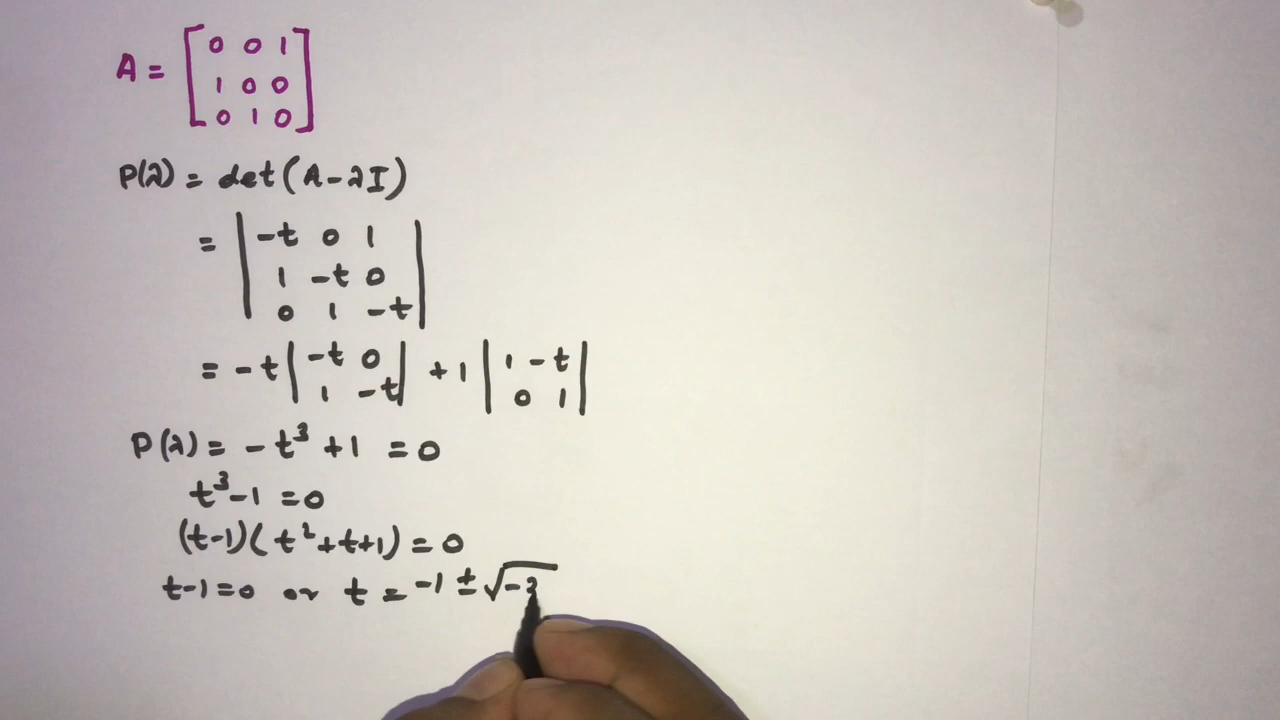 A = [ 0 0 1
1 0 0
0 1 0 ]
P(λ) = det(A-λI)
= | -t 0 1 |
1 -t 0
0 1 -t
= -t | -t 0 | + 1 | 1 -t |
1 -t 0 1
P(λ) = -t³ + 1 = 0
t³ - 1 = 0
(t-1)(t²+t+1) = 0
t-1=0 or t = -1 ± √-3